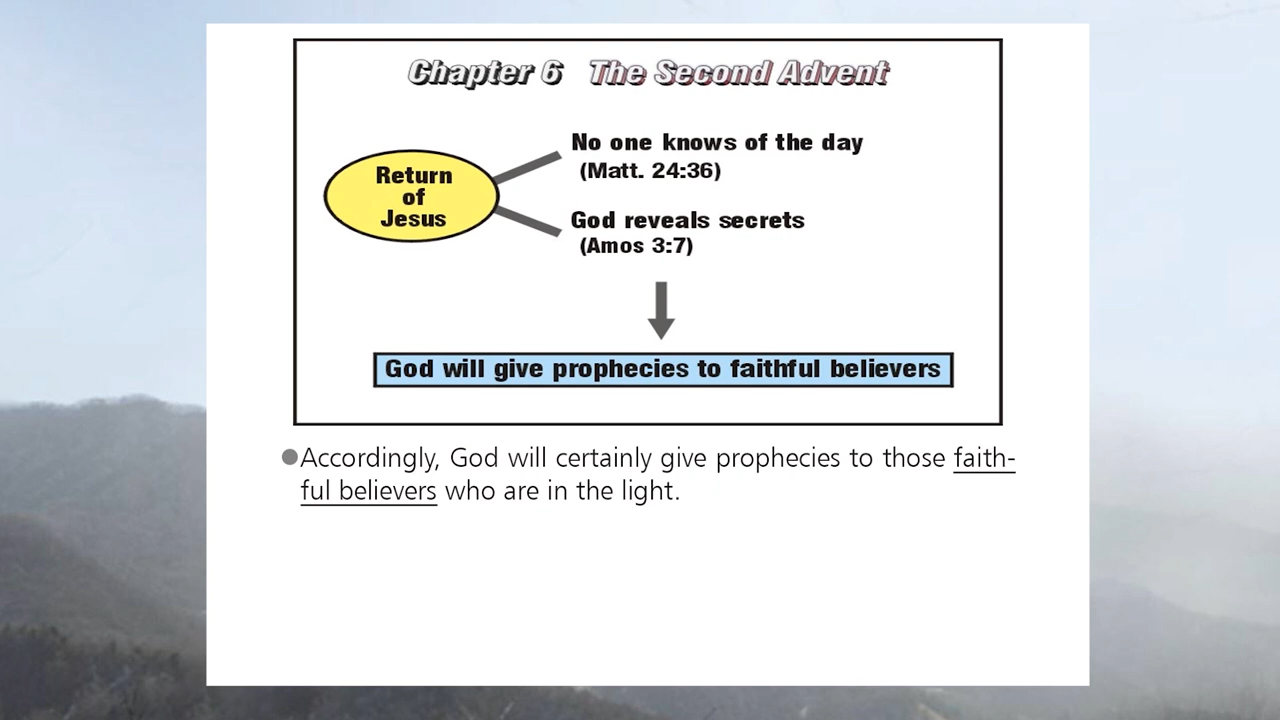 Chapter 6 The Second Advent
Return
of
Jesus
No one knows of the day
(Matt. 24:36)
God reveals secrets
(Amos 3:7)
God will give prophecies to faithful believers
●Accordingly, God will certainly give prophecies to those faith-
ful believers who are in the light.